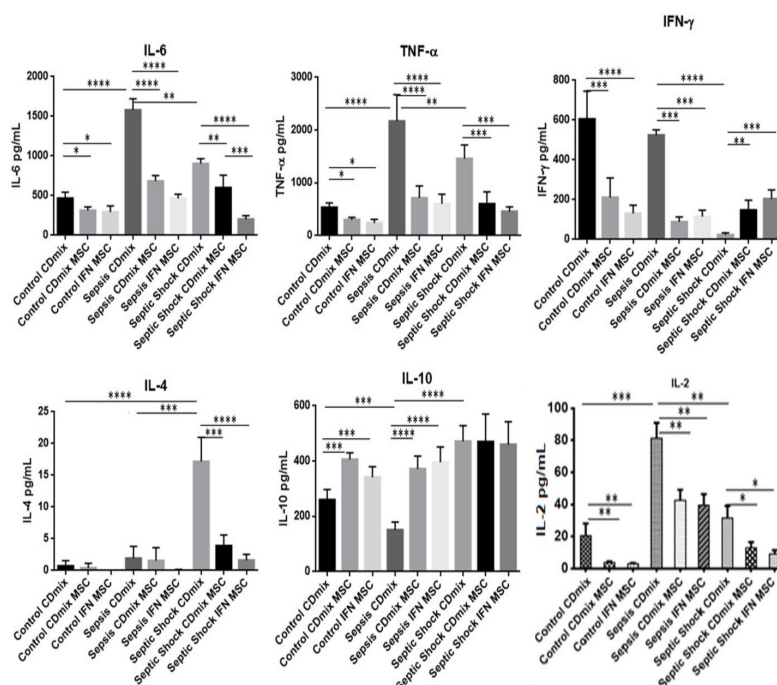 IL-6
IL-6 pg/mL
2000
1500
1000
500
0
****
**** ****
**
****
*
*
**
***
Control CDmix
Control CDmix MSC
Control IFN MSC
Sepsis CDmix
Sepsis CDmix MSC
Sepsis IFN MSC
Septic Shock CDmix
Septic Shock CDmix MSC
Septic Shock IFN MSC
TNF-α
TNF-α pg/mL
3000
2000
1000
0
****
**** ****
**
***
***
*
*
Control CDmix
Control CDmix MSC
Control IFN MSC
Sepsis CDmix
Sepsis CDmix MSC
Sepsis IFN MSC
Septic Shock CDmix
Septic Shock CDmix MSC
Septic Shock IFN MSC
IFN-γ
IFN-γ pg/mL
800
600
400
200
0
****
***
****
***
***
***
**
Control CDmix
Control CDmix MSC
Control IFN MSC
Sepsis CDmix
Sepsis CDmix MSC
Sepsis IFN MSC
Septic Shock CDmix
Septic Shock CDmix MSC
Septic Shock IFN MSC
IL-4
IL-4 pg/mL
25
20
15
10
5
0
****
***
****
***
Control CDmix
Control CDmix MSC
Control IFN MSC
Sepsis CDmix
Sepsis CDmix MSC
Sepsis IFN MSC
Septic Shock CDmix
Septic Shock CDmix MSC
Septic Shock IFN MSC
IL-10
IL-10 pg/mL
600
400
200
0
*** ****
*** ****
*** ****
Control CDmix
Control CDmix MSC
Control IFN MSC
Sepsis CDmix
Sepsis CDmix MSC
Sepsis IFN MSC
Septic Shock CDmix
Septic Shock CDmix MSC
Septic Shock IFN MSC
IL-2
IL-2 pg/mL
100
80
60
40
20
0
*** **
**
**
**
**
*
*
Control CDmix
Control CDmix MSC
Control IFN MSC
Sepsis CDmix
Sepsis CDmix MSC
Sepsis IFN MSC
Septic Shock CDmix
Septic Shock CDmix MSC
Septic Shock IFN MSC